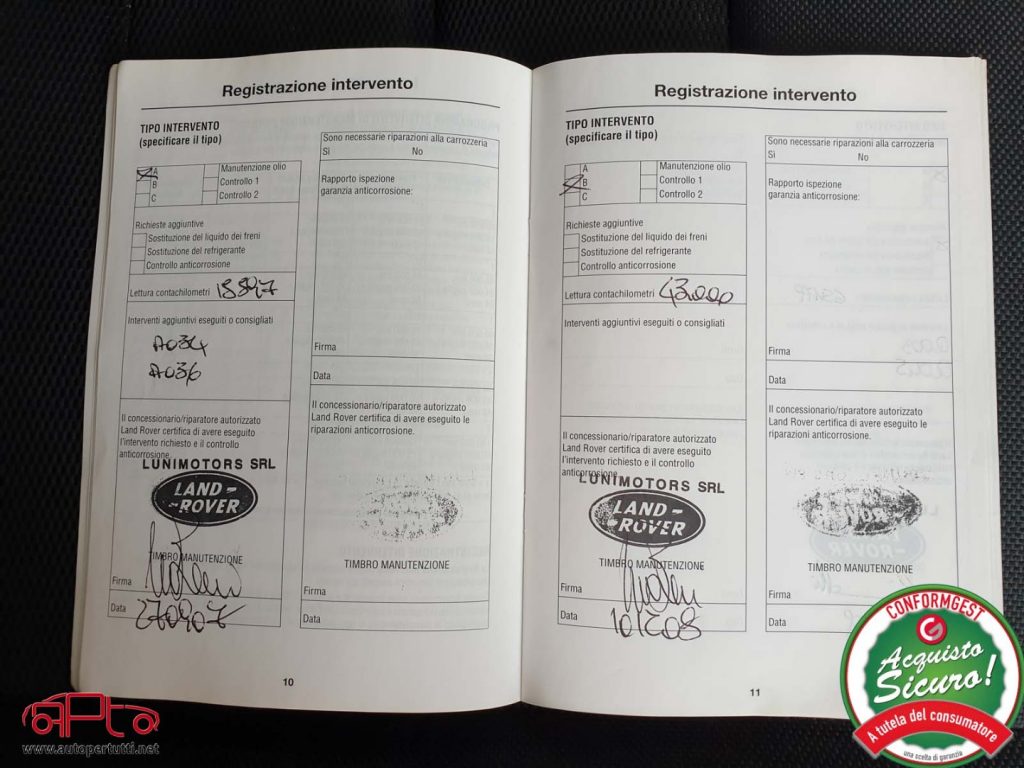 Registrazione intervento
TIPO INTERVENTO
(specificare il tipo)
A
B
C
Manutenzione olio
Controllo 1
Controllo 2
Richieste aggiuntive
Sostituzione del liquido dei freni
Sostituzione del refrigerante
Controllo anticorrosione
Lettura contachilometri
Interventi aggiuntivi eseguiti o consigliati
A034
A036
Il concessionario/riparatore autorizzato
Land Rover certifica di avere eseguito
l'intervento richiesto e il controllo
anticorrosione.
LUNIMOTORS SRL
LAND-
-ROVER
TIMBRO MANUTENZIONE
Firma
Data 270907
Sono necessarie riparazioni alla carrozzeria
Sì No
Rapporto ispezione
garanzia anticorrosione:
Firma
Data
Il concessionario/riparatore autorizzato
Land Rover certifica di avere eseguito le
riparazioni anticorrosione.
TIMBRO MANUTENZIONE
Firma
Data
10
Registrazione intervento
TIPO INTERVENTO
(specificare il tipo)
A
B
C
Manutenzione olio
Controllo 1
Controllo 2
Richieste aggiuntive
Sostituzione del liquido dei freni
Sostituzione del refrigerante
Controllo anticorrosione
Lettura contachilometri 43000
Interventi aggiuntivi eseguiti o consigliati
Il concessionario/riparatore autorizzato
Land Rover certifica di avere eseguito
l'intervento richiesto e il controllo
anticorrosione.
LUNIMOTORS SRL
LAND-
-ROVER
TIMBRO MANUTENZIONE
Firma
Data
Sono necessarie riparazioni alla carrozzeria
Sì No
Rapporto ispezione
garanzia anticorrosione:
Firma
Data
Il concessionario/riparatore autorizzato
Land Rover certifica di avere eseguito le
riparazioni anticorrosione.
TIMBRO MANUTENZIONE
Firma
Data
11
www.autopertutti.net
CONFORMGEST
Acquisto
Sicuro!
A tutela del consumatore
una scelta di garanzia